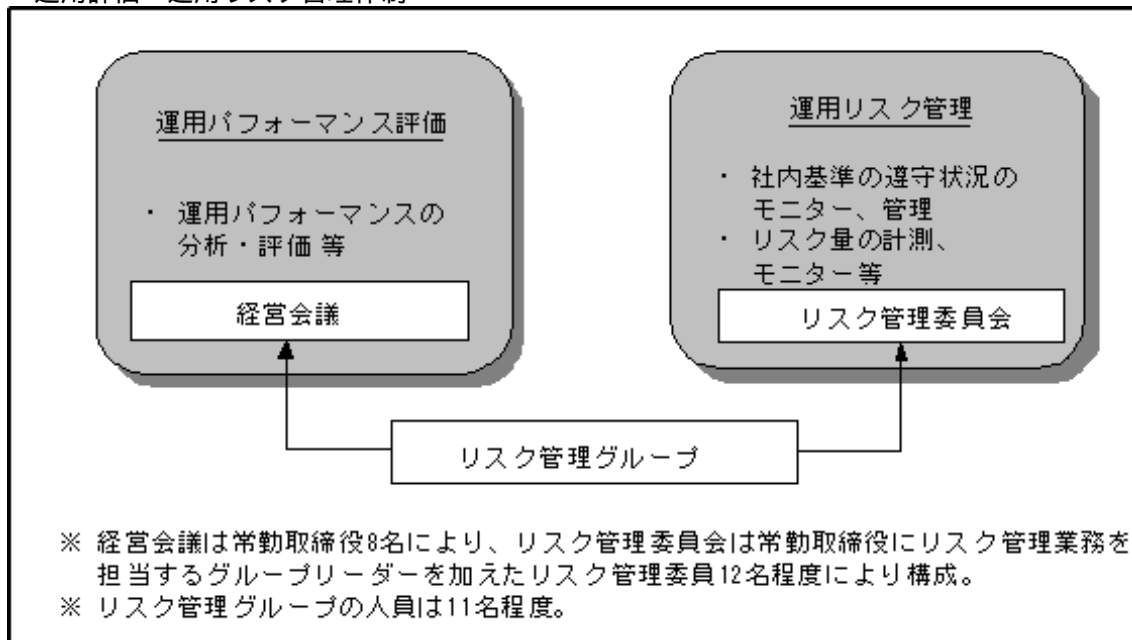 運用パフォーマンス評価
・ 運用パフォーマンスの
分析・評価 等
経営会議
運用リスク管理
・ 社内基準の遵守状況の
モニター、管理
・ リスク量の計測、
モニター等
リスク管理委員会
リスク管理グループ
※ 経営会議は常勤取締役8名により、リスク管理委員会は常勤取締役にリスク管理業務を
担当するグループリーダーを加えたリスク管理委員12名程度により構成。
※ リスク管理グループの人員は11名程度。